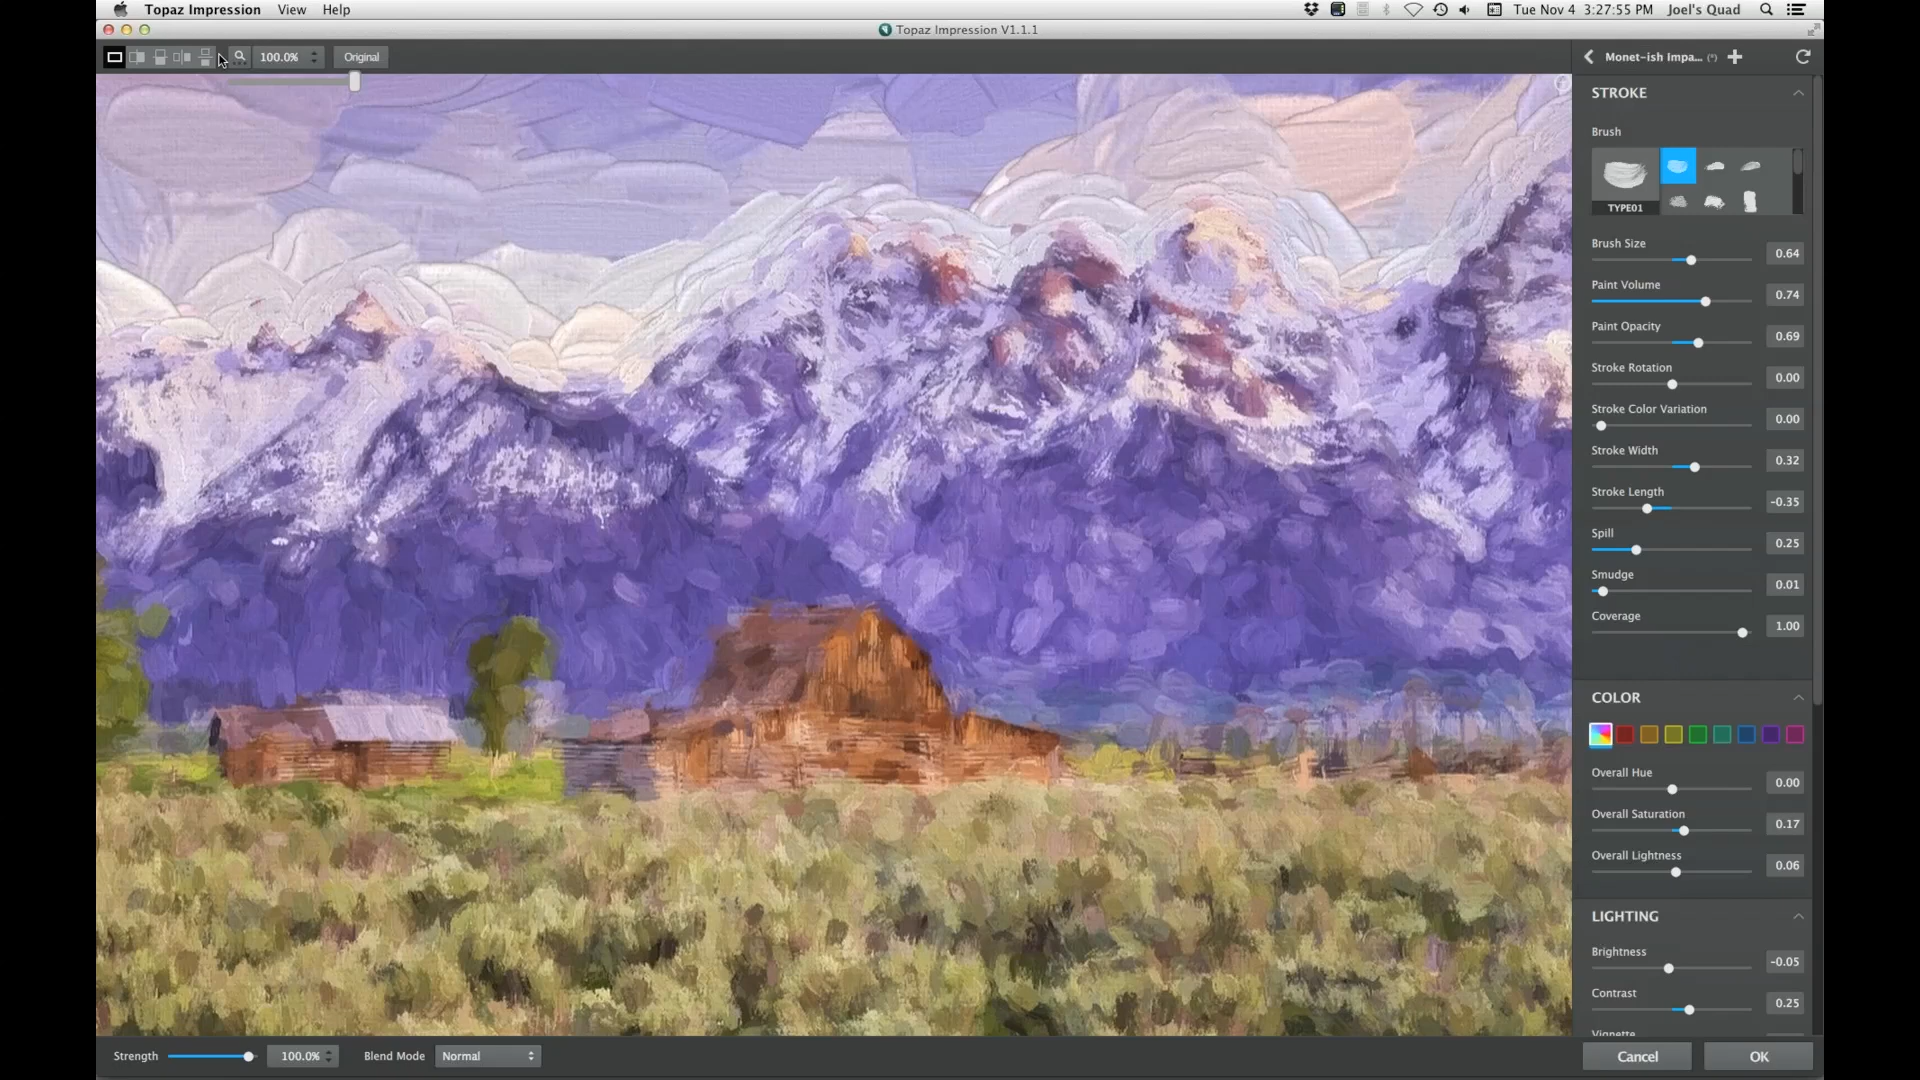 Topaz Impression View Help
Tue Nov 4 3:27:55 PM Joel's Quad
Topaz Impression V1.1.1
100.0% Original
Monet-ish Impa... (*)
STROKE
Brush
TYPE01
Brush Size
0.64
Paint Volume
0.74
Paint Opacity
0.69
Stroke Rotation
0.00
Stroke Color Variation
0.00
Stroke Width
0.32
Stroke Length
-0.35
Spill
0.25
Smudge
0.01
Coverage
1.00
COLOR
Overall Hue
0.00
Overall Saturation
0.17
Overall Lightness
0.06
LIGHTING
Brightness
-0.05
Contrast
0.25
Vignette
Strength 100.0% Blend Mode Normal
Cancel OK